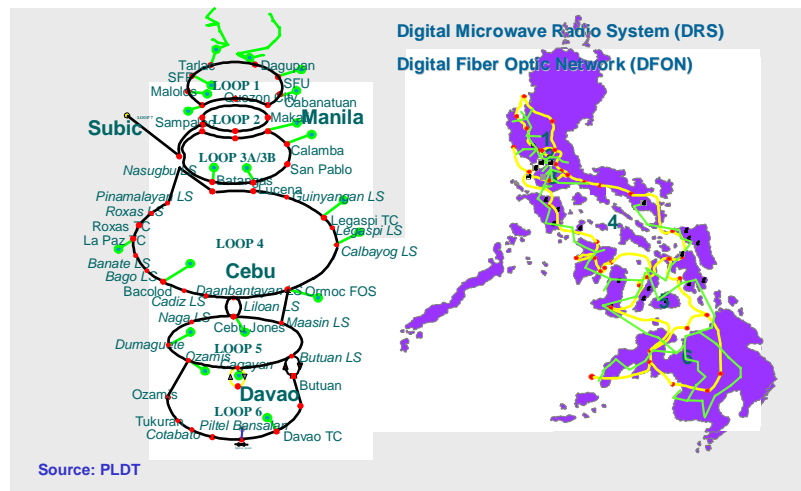 Digital Microwave Radio System (DRS)
Digital Fiber Optic Network (DFON)
Tarlac
Dagupan
SFP
SFU
LOOP 1
Malolos
Quezon City
Cabanatuan
Sampaloc
LOOP 2
Makati
Manila
Subic
LOOP 7
Calamba
LOOP 3A/3B
San Pablo
Nasugbu LS
Batangas
Lucena
Pinamalayan LS
Guinyangan LS
Roxas LS
Legaspi TC
Roxas TC
Legaspi LS
La Paz TC
LOOP 4
Calbayog LS
4
Banate LS
Cebu
Bago LS
Bacolod
Daanbantayan LS
Ormoc FOS
Cadiz LS
Liloan LS
Naga LS
Cebu Jones
Maasin LS
Dumaguete
LOOP 5
Ozamis
Cagayan
Butuan LS
Butuan
Davao
Ozamis
LOOP 6
Tukuran
Piltel Bansalan
Cotabato
Davao TC
Source: PLDT